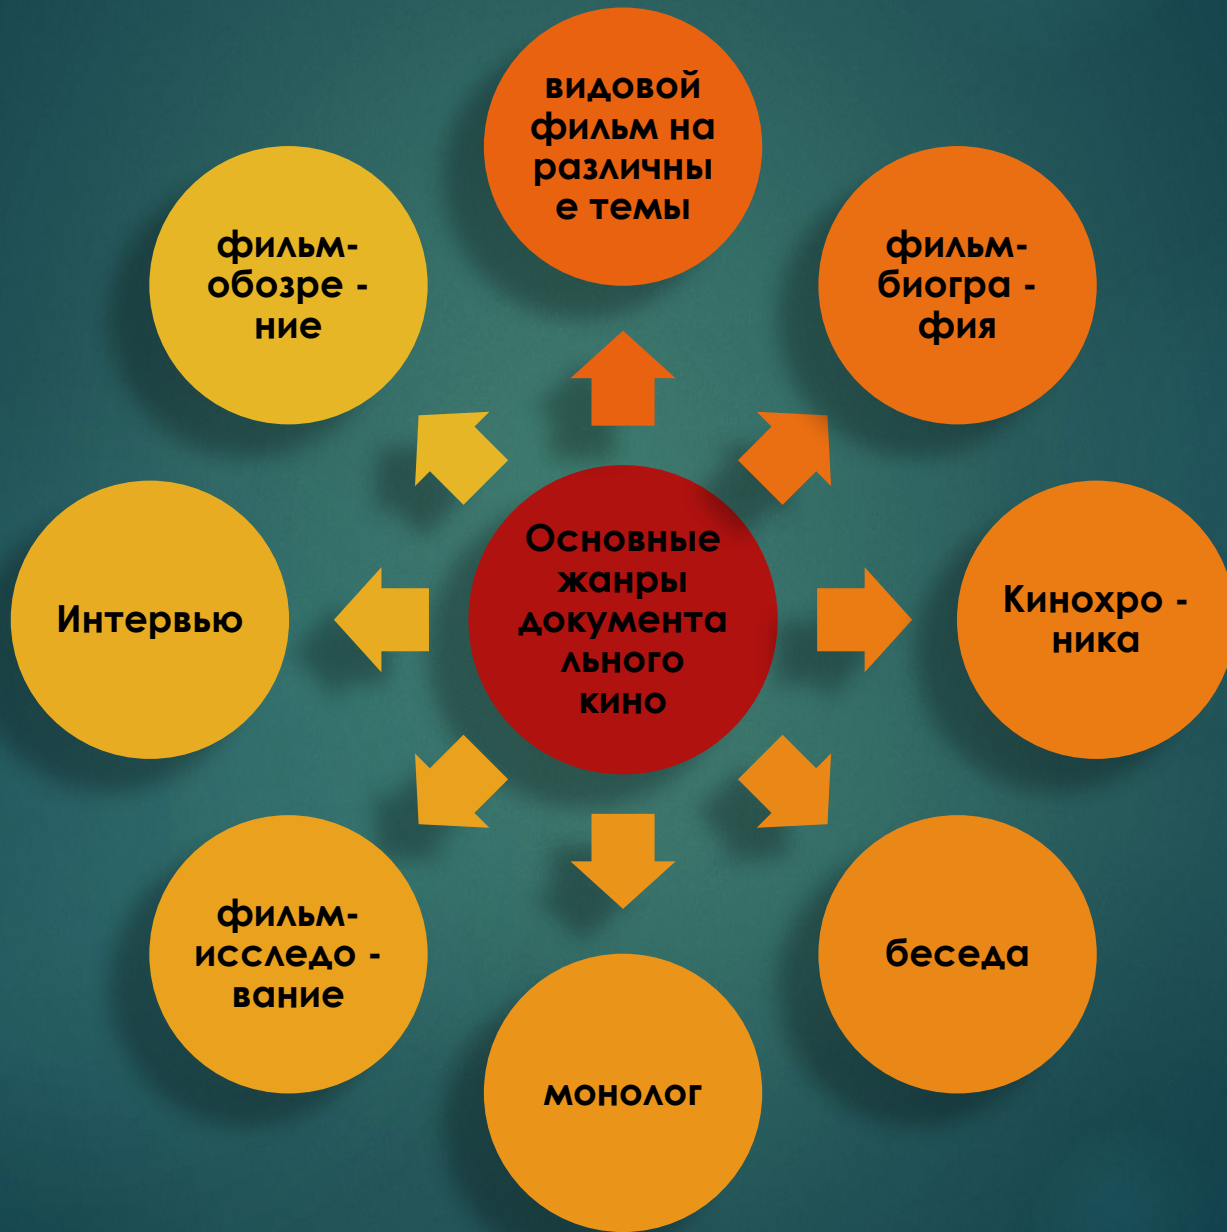 видовой
фильм на
различны
е темы
фильм-
биогра -
фия
Кинохро -
ника
беседа
монолог
фильм-
исследо -
вание
Интервью
фильм-
обозре -
ние
Основные
жанры
документа
льного
кино